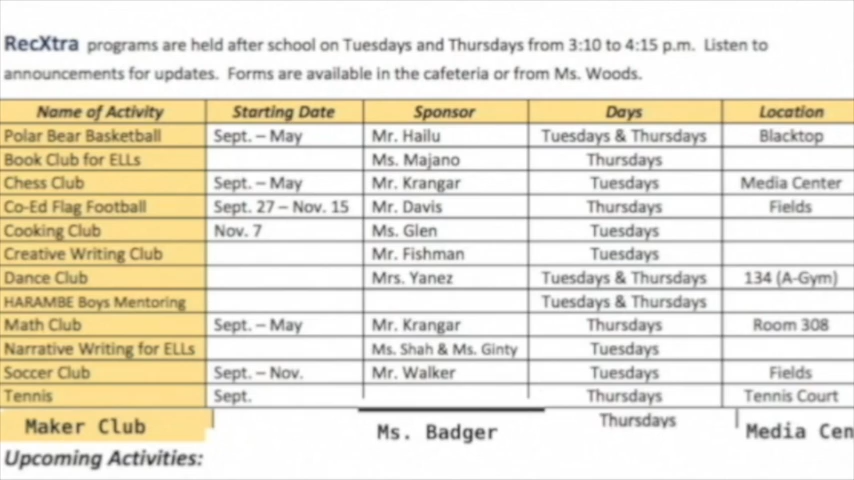 RecXtra programs are held after school on Tuesdays and Thursdays from 3:10 to 4:15 p.m. Listen to
announcements for updates. Forms are available in the cafeteria or from Ms. Woods.
Name of Activity Starting Date Sponsor Days Location
Polar Bear Basketball Sept. – May Mr. Hailu Tuesdays & Thursdays Blacktop
Book Club for ELLs Ms. Majano Thursdays
Chess Club Sept. – May Mr. Krangar Tuesdays Media Center
Co-Ed Flag Football Sept. 27 – Nov. 15 Mr. Davis Thursdays Fields
Cooking Club Nov. 7 Ms. Glen Tuesdays
Creative Writing Club Mr. Fishman Tuesdays
Dance Club Mrs. Yanez Tuesdays & Thursdays 134 (A-Gym)
HARAMBE Boys Mentoring Tuesdays & Thursdays
Math Club Sept. – May Mr. Krangar Thursdays Room 308
Narrative Writing for ELLs Ms. Shah & Ms. Ginty Tuesdays
Soccer Club Sept. – Nov. Mr. Walker Tuesdays Fields
Tennis Sept. Thursdays Tennis Court
Maker Club Ms. Badger Thursdays Media Cen
Upcoming Activities: